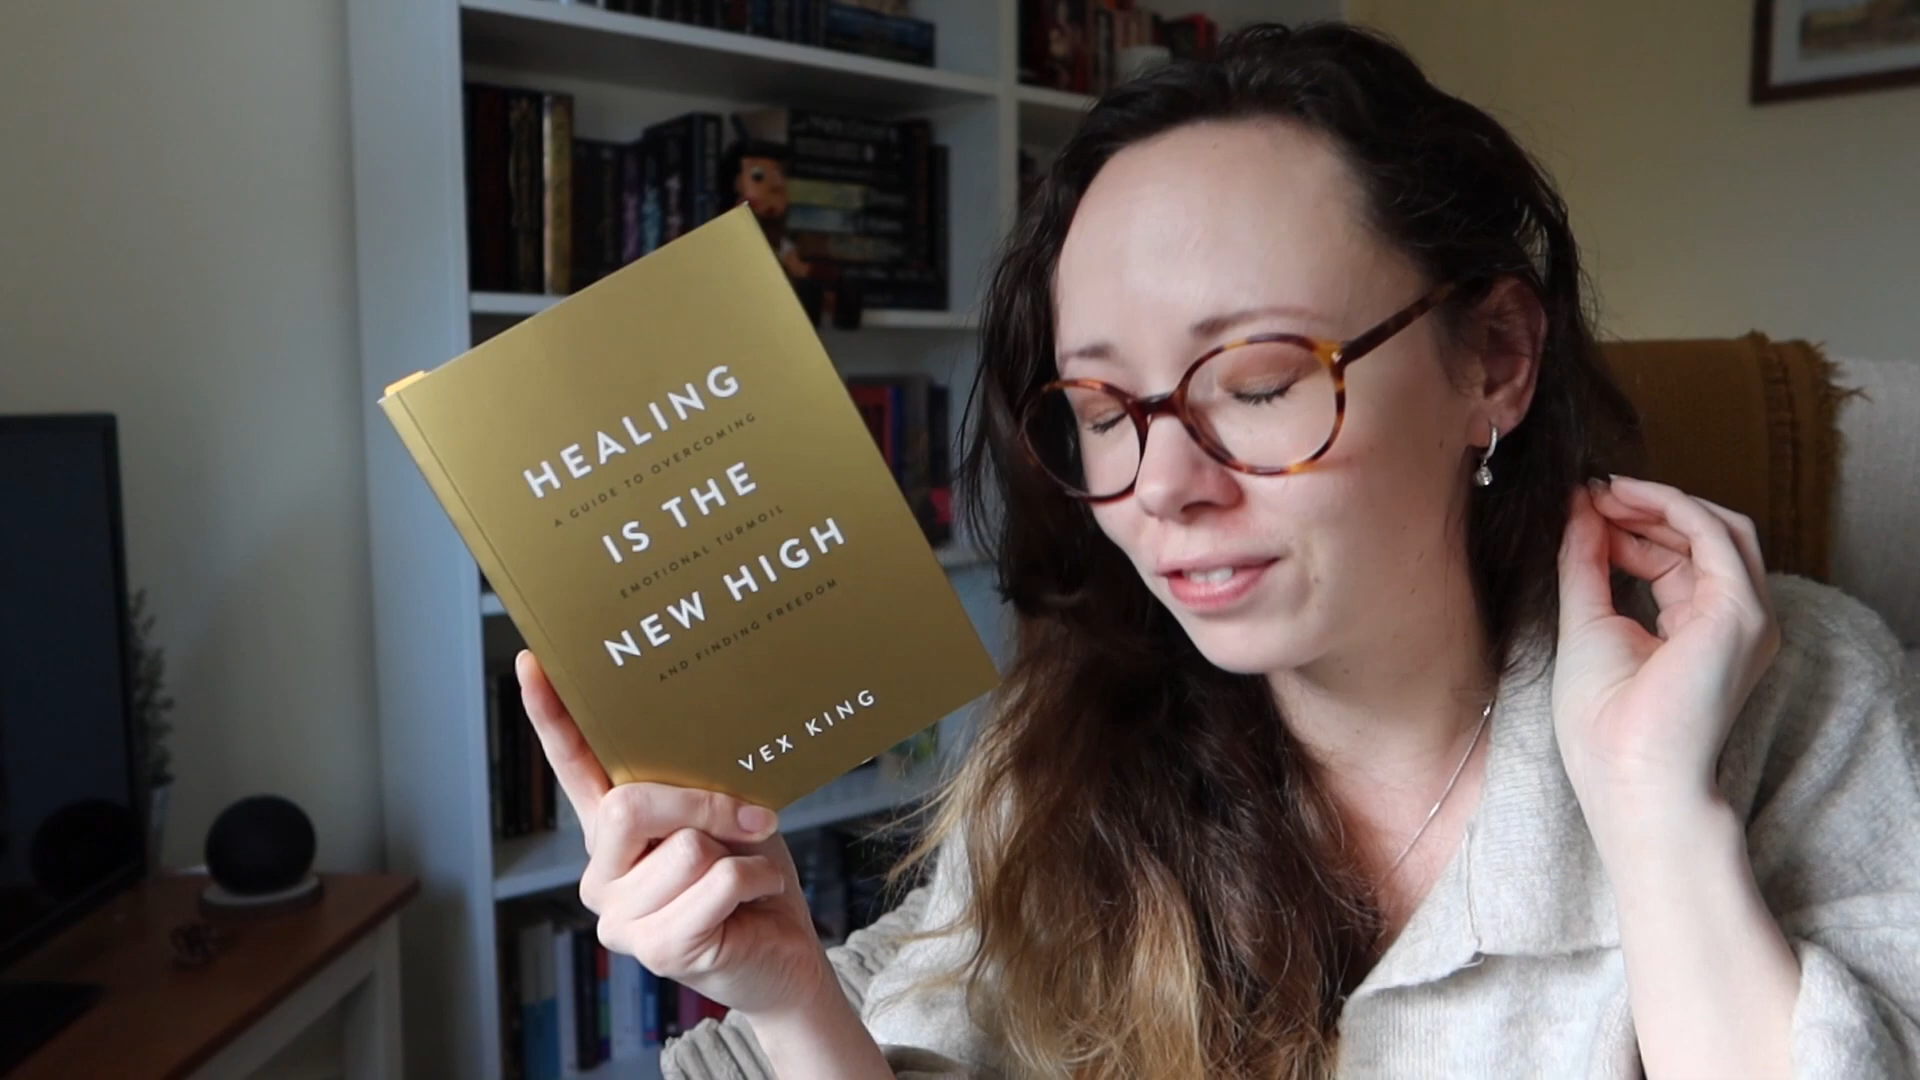 HEALING
A GUIDE TO OVERCOMING
IS THE
EMOTIONAL TURMOIL
NEW HIGH
AND FINDING FREEDOM
VEX KING